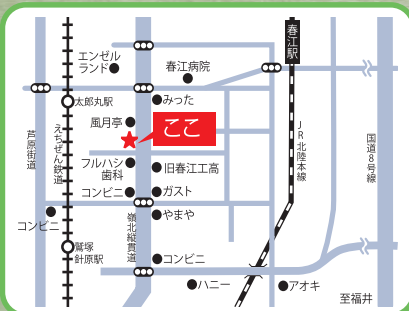 春江駅
エンゼル
ランド
春江病院
太郎丸駅
みった
風月亭
ここ
芦原街道
えちぜん鉄道
JR北陸本線
国道8号線
フルハシ
歯科
旧春江工高
コンビニ
ガスト
コンビニ
やまや
嶺北縦貫道
鷲塚
針原駅
コンビニ
ハニー
アオキ
至福井